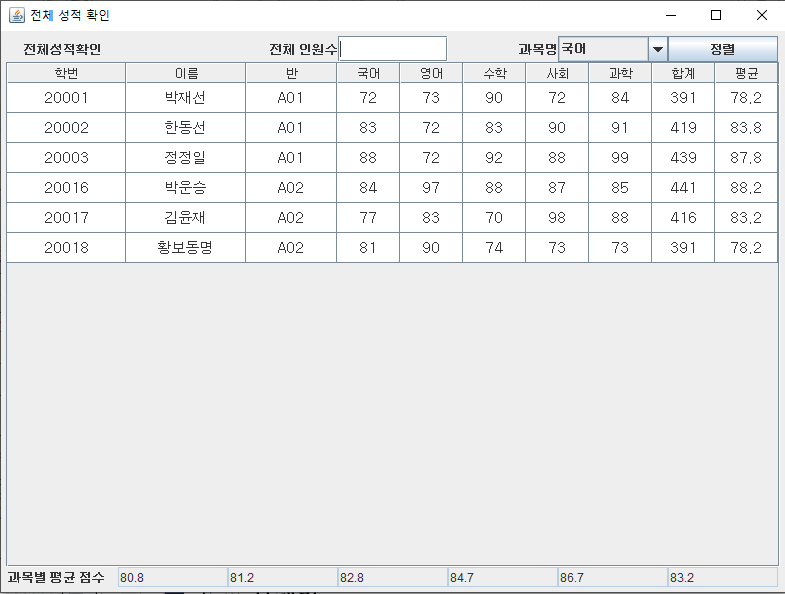 전체 성적 확인
전체성적확인 전체 인원수 과목명 국어 정렬
학번 이름 반 국어 영어 수학 사회 과학 합계 평균
20001 박재선 A01 72 73 90 72 84 391 78.2
20002 한동선 A01 83 72 83 90 91 419 83.8
20003 정정일 A01 88 72 92 88 99 439 87.8
20016 박운승 A02 84 97 88 87 85 441 88.2
20017 김윤재 A02 77 83 70 98 88 416 83.2
20018 황보동명 A02 81 90 74 73 73 391 78.2
과목별 평균 점수 80.8 81.2 82.8 84.7 86.7 83.2